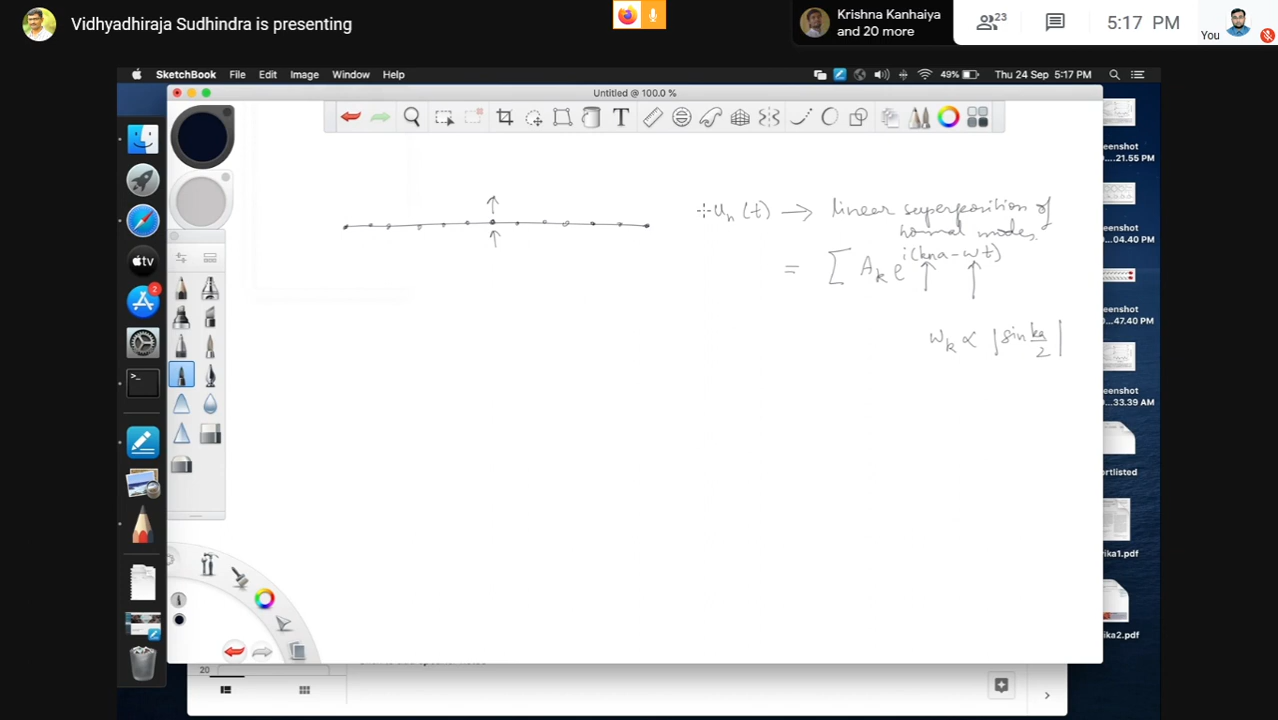 Vidhyadhiraja Sudhindra is presenting
Krishna Kanhaiya
and 20 more
23
5:17 PM
You
SketchBook File Edit Image Window Help
49% Thu 24 Sep 5:17 PM
Untitled @ 100.0 %
T
u_n(t) → linear superposition of
normal modes.
= Σ A_k e^{i(kna - ωt)}
ω_k ∝ |sin ka/2|
tv
2
>_
20
eenshot
...21.55 PM
eenshot
...04.40 PM
eenshot
...47.40 PM
eenshot
...33.39 AM
ortlisted
ika1.pdf
ika2.pdf